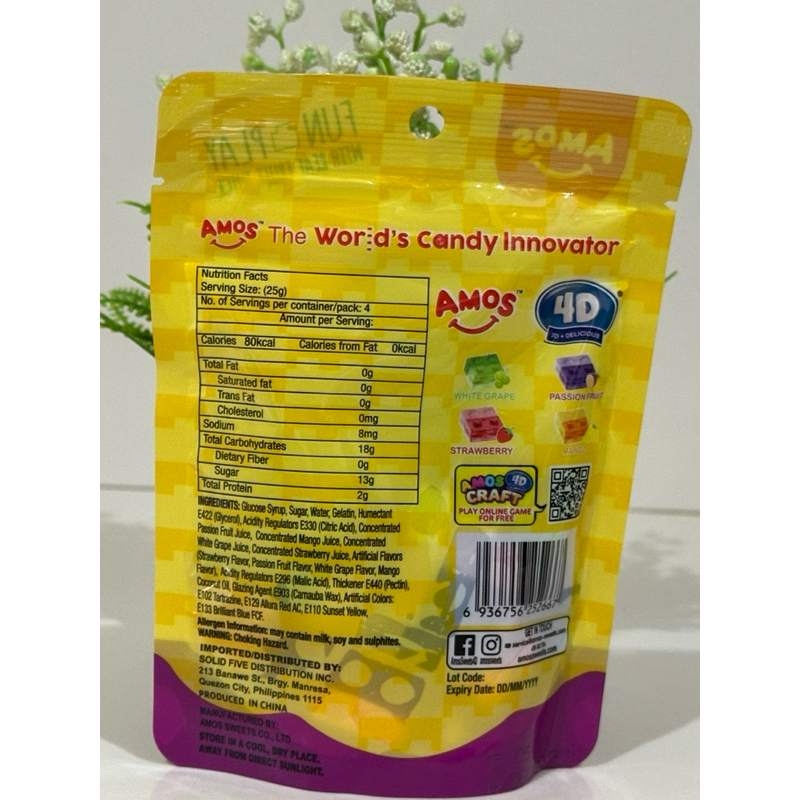 FUN PLAY
AMOS
AMOS™ The World's Candy Innovator
Nutrition Facts
Serving Size: (25g)
No. of Servings per container/pack: 4
Amount per Serving:
Calories 80kcal Calories from Fat 0kcal
Total Fat 0g
Saturated fat 0g
Trans Fat 0g
Cholesterol 0mg
Sodium 8mg
Total Carbohydrates 18g
Dietary Fiber 0g
Sugar 13g
Total Protein 2g
INGREDIENTS: Glucose Syrup, Sugar, Water, Gelatin, Humectant
E422 (Glycerol), Acidity Regulators E330 (Citric Acid), Concentrated
Passion Fruit Juice, Concentrated Mango Juice, Concentrated
White Grape Juice, Concentrated Strawberry Juice, Artificial Flavors
(Strawberry Flavor, Passion Fruit Flavor, White Grape Flavor, Mango
Flavor), Acidity Regulators E296 (Malic Acid), Thickener E440 (Pectin),
Coconut Oil, Glazing Agent E903 (Carnauba Wax), Artificial Colors:
E102 Tartrazine, E129 Allura Red AC, E110 Sunset Yellow,
E133 Brilliant Blue FCF.
Allergen Information: may contain milk, soy and sulphites.
WARNING: Choking Hazard.
IMPORTED/DISTRIBUTED BY:
SOLID FIVE DISTRIBUTION INC.
213 Banawe St., Brgy. Manresa,
Quezon City, Philippines 1115
PRODUCED IN CHINA
MANUFACTURED BY:
AMOS SWEETS CO., LTD
STORE IN A COOL, DRY PLACE.
AWAY FROM DIRECT SUNLIGHT.
AMOS™
4D
WHITE GRAPE
PASSION FRUIT
STRAWBERRY
MANGO
AMOS 4D
CRAFT
PLAY ONLINE GAME
FOR FREE
6 936756 252667
GET IN TOUCH
amossweets.com
Lot Code:
Expiry Date: DD/MM/YYYY